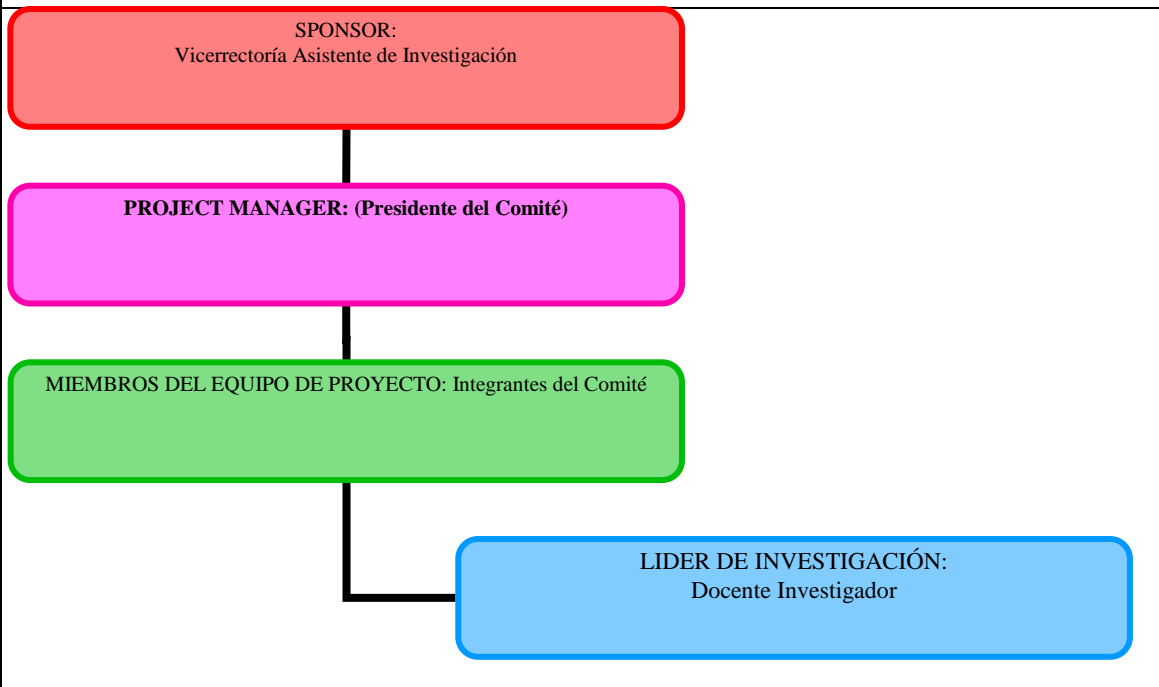 SPONSOR:
Vicerrectoría Asistente de Investigación
PROJECT MANAGER: (Presidente del Comité)
MIEMBROS DEL EQUIPO DE PROYECTO: Integrantes del Comité
LIDER DE INVESTIGACIÓN:
Docente Investigador